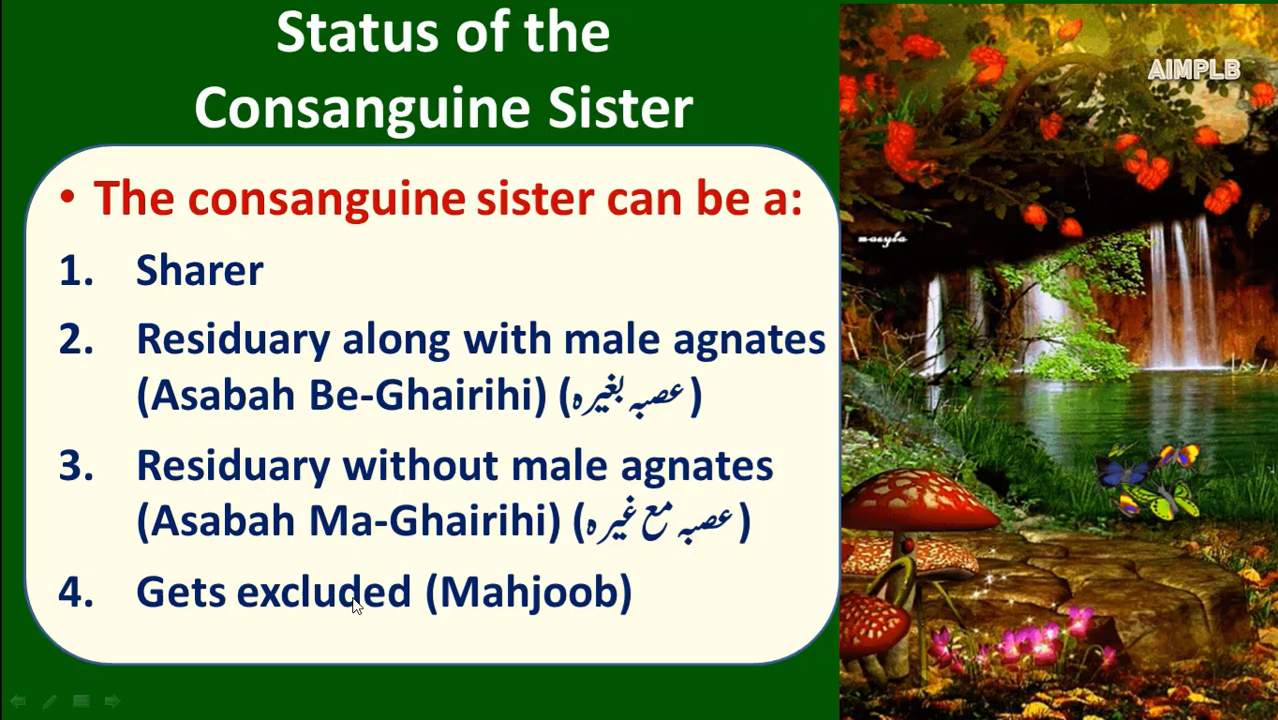 Status of the
Consanguine Sister
• The consanguine sister can be a:
1. Sharer
2. Residuary along with male agnates
(Asabah Be-Ghairihi) (عصبہ بغیرہ)
3. Residuary without male agnates
(Asabah Ma-Ghairihi) (عصبہ مع غیرہ)
4. Gets excluded (Mahjoob)
AIMPLB